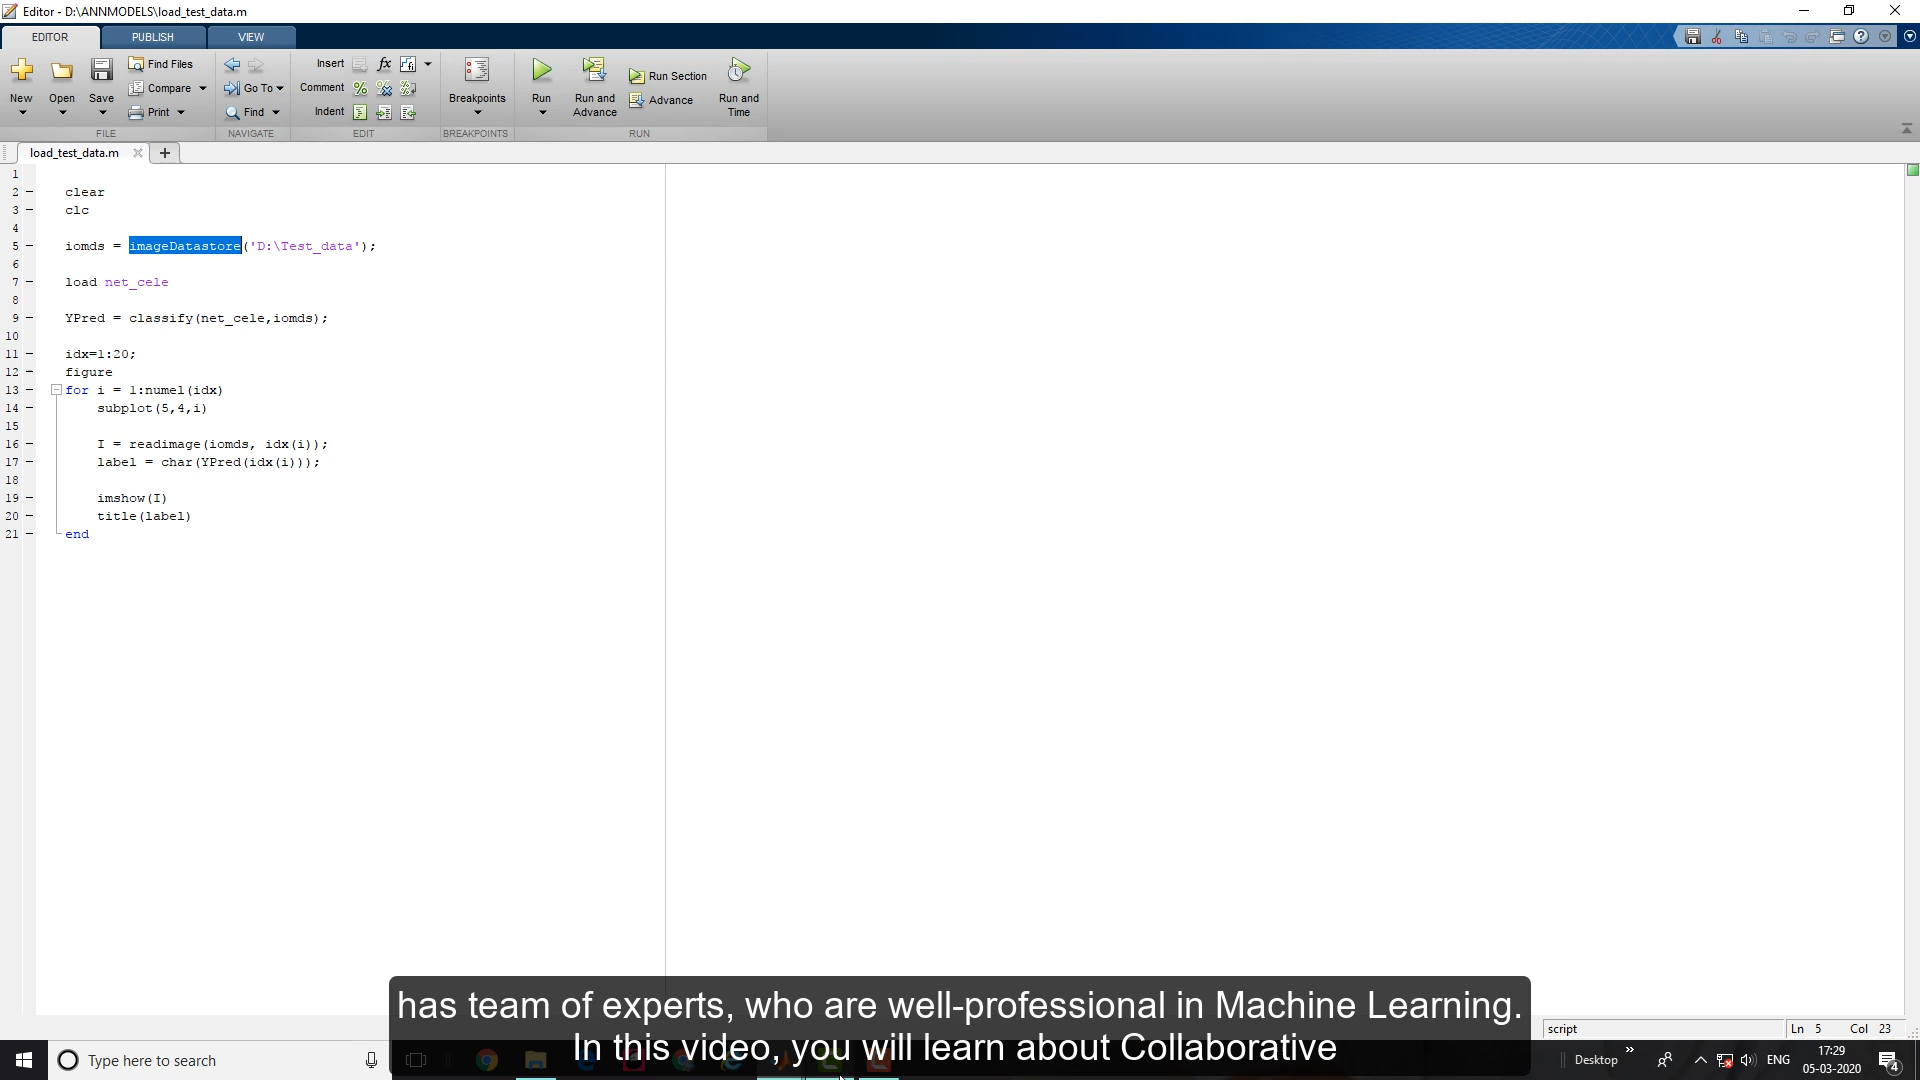 Editor - D:\ANNMODELS\load_test_data.m
EDITOR PUBLISH VIEW
New Open Save
Find Files
Compare
Print
FILE
Go To
Find
NAVIGATE
Insert
Comment
Indent
EDIT
Breakpoints
BREAKPOINTS
Run
Run and Advance
Run Section
Advance
Run and Time
RUN
load_test_data.m
1
2 clear
3 clc
4
5 iomds = imageDatastore('D:\Test_data');
6
7 load net_cele
8
9 YPred = classify(net_cele,iomds);
10
11 idx=1:20;
12 figure
13 for i = 1:numel(idx)
14 subplot(5,4,i)
15
16 I = readimage(iomds, idx(i));
17 label = char(YPred(idx(i)));
18
19 imshow(I)
20 title(label)
21 end
has team of experts, who are well-professional in Machine Learning.
In this video, you will learn about Collaborative
script Ln 5 Col 23
Type here to search
Desktop
ENG
17:29
05-03-2020
4